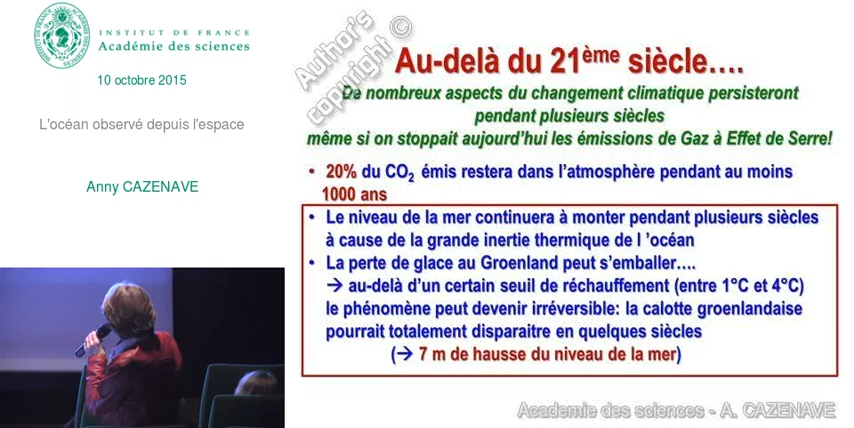 INSTITUT DE FRANCE
Académie des sciences
10 octobre 2015
L'océan observé depuis l'espace
Anny CAZENAVE
Author's
copyright ©
Au-delà du 21ème siècle….
De nombreux aspects du changement climatique persisteront
pendant plusieurs siècles
même si on stoppait aujourd'hui les émissions de Gaz à Effet de Serre!
• 20% du CO2 émis restera dans l'atmosphère pendant au moins
1000 ans
• Le niveau de la mer continuera à monter pendant plusieurs siècles
à cause de la grande inertie thermique de l 'océan
• La perte de glace au Groenland peut s'emballer….
→ au-delà d'un certain seuil de réchauffement (entre 1°C et 4°C)
le phénomène peut devenir irréversible: la calotte groenlandaise
pourrait totalement disparaitre en quelques siècles
(→ 7 m de hausse du niveau de la mer)
Academie des sciences - A. CAZENAVE